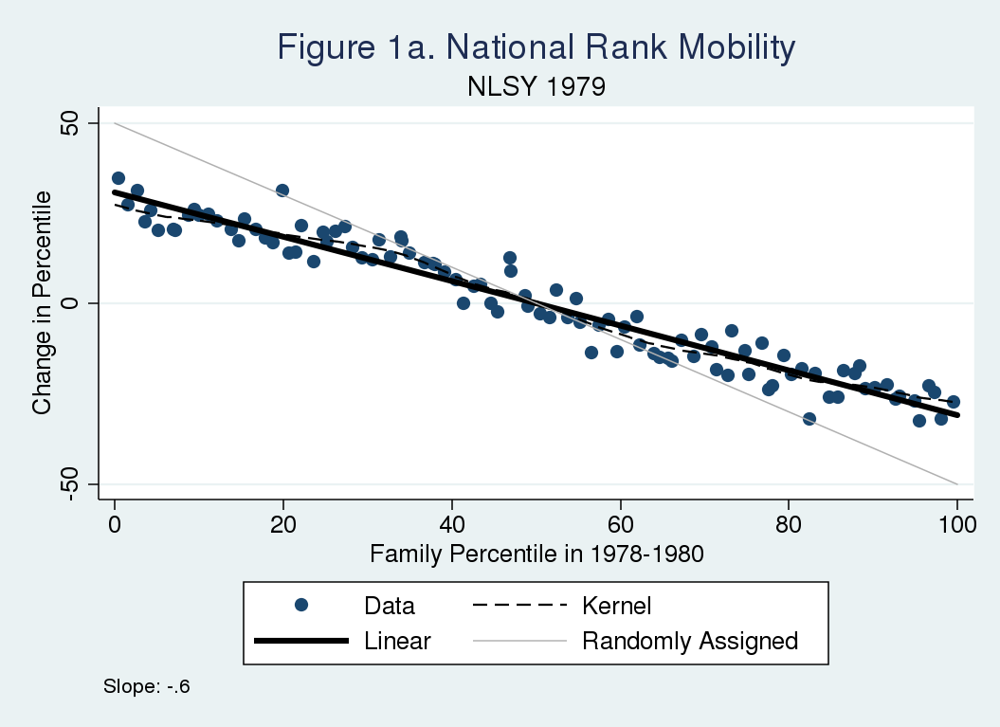 Figure 1a. National Rank Mobility
NLSY 1979
50
0
-50
Change in Percentile
0 20 40 60 80 100
Family Percentile in 1978-1980
Data Kernel
Linear Randomly Assigned
Slope: -.6